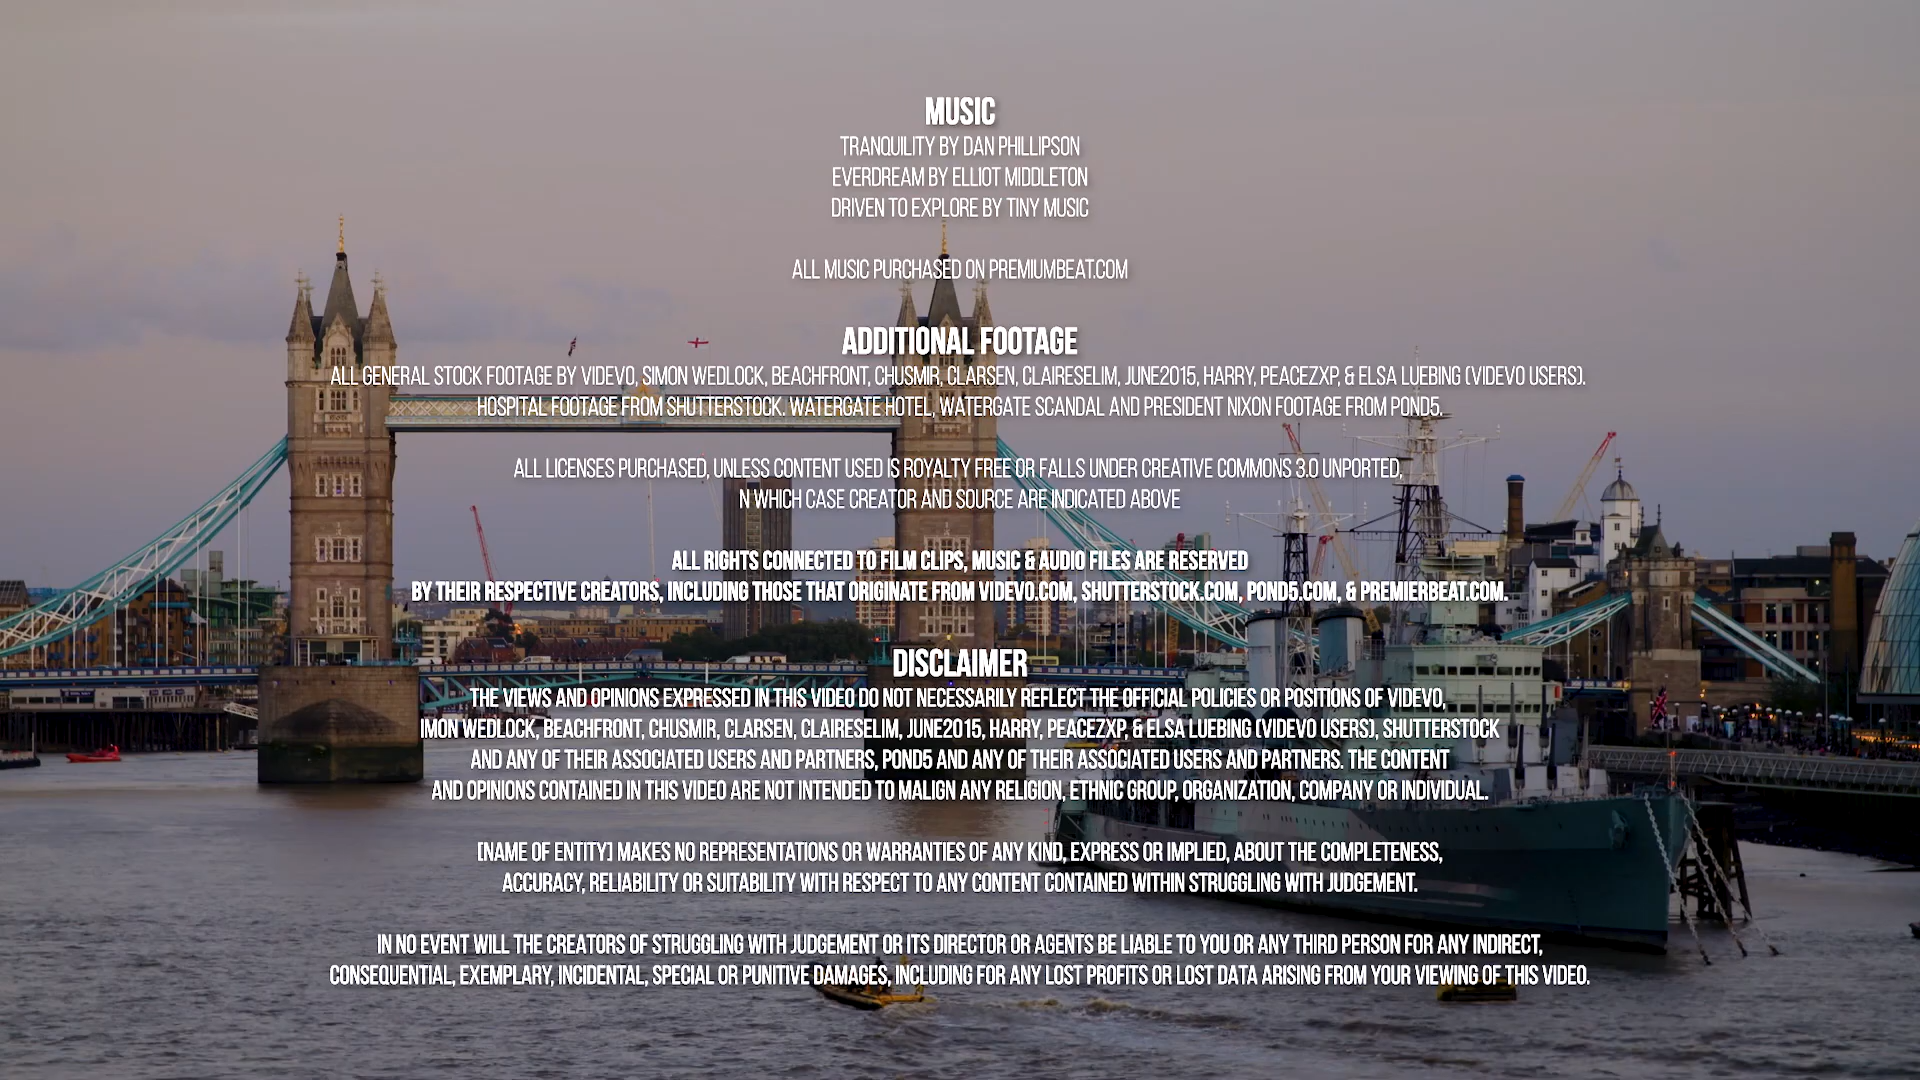 MUSIC
TRANQUILITY BY DAN PHILLIPSON
EVERDREAM BY ELLIOT MIDDLETON
DRIVEN TO EXPLORE BY TINY MUSIC
ALL MUSIC PURCHASED ON PREMIUMBEAT.COM
ADDITIONAL FOOTAGE
ALL GENERAL STOCK FOOTAGE BY VIDEVO, SIMON WEDLOCK, BEACHFRONT, CHUSMIR, CLARSEN, CLAIRESELIM, JUNE2015, HARRY, PEACEZXP, & ELSA LUEBING (VIDEVO USERS).
HOSPITAL FOOTAGE FROM SHUTTERSTOCK. WATERGATE HOTEL, WATERGATE SCANDAL AND PRESIDENT NIXON FOOTAGE FROM POND5.
ALL LICENSES PURCHASED, UNLESS CONTENT USED IS ROYALTY FREE OR FALLS UNDER CREATIVE COMMONS 3.0 UNPORTED,
N WHICH CASE CREATOR AND SOURCE ARE INDICATED ABOVE
ALL RIGHTS CONNECTED TO FILM CLIPS, MUSIC & AUDIO FILES ARE RESERVED
BY THEIR RESPECTIVE CREATORS, INCLUDING THOSE THAT ORIGINATE FROM VIDEVO.COM, SHUTTERSTOCK.COM, POND5.COM, & PREMIERBEAT.COM.
DISCLAIMER
THE VIEWS AND OPINIONS EXPRESSED IN THIS VIDEO DO NOT NECESSARILY REFLECT THE OFFICIAL POLICIES OR POSITIONS OF VIDEVO,
IMON WEDLOCK, BEACHFRONT, CHUSMIR, CLARSEN, CLAIRESELIM, JUNE2015, HARRY, PEACEZXP, & ELSA LUEBING (VIDEVO USERS), SHUTTERSTOCK
AND ANY OF THEIR ASSOCIATED USERS AND PARTNERS, POND5 AND ANY OF THEIR ASSOCIATED USERS AND PARTNERS. THE CONTENT
AND OPINIONS CONTAINED IN THIS VIDEO ARE NOT INTENDED TO MALIGN ANY RELIGION, ETHNIC GROUP, ORGANIZATION, COMPANY OR INDIVIDUAL.
[NAME OF ENTITY] MAKES NO REPRESENTATIONS OR WARRANTIES OF ANY KIND, EXPRESS OR IMPLIED, ABOUT THE COMPLETENESS,
ACCURACY, RELIABILITY OR SUITABILITY WITH RESPECT TO ANY CONTENT CONTAINED WITHIN STRUGGLING WITH JUDGEMENT.
IN NO EVENT WILL THE CREATORS OF STRUGGLING WITH JUDGEMENT OR ITS DIRECTOR OR AGENTS BE LIABLE TO YOU OR ANY THIRD PERSON FOR ANY INDIRECT,
CONSEQUENTIAL, EXEMPLARY, INCIDENTAL, SPECIAL OR PUNITIVE DAMAGES, INCLUDING FOR ANY LOST PROFITS OR LOST DATA ARISING FROM YOUR VIEWING OF THIS VIDEO.